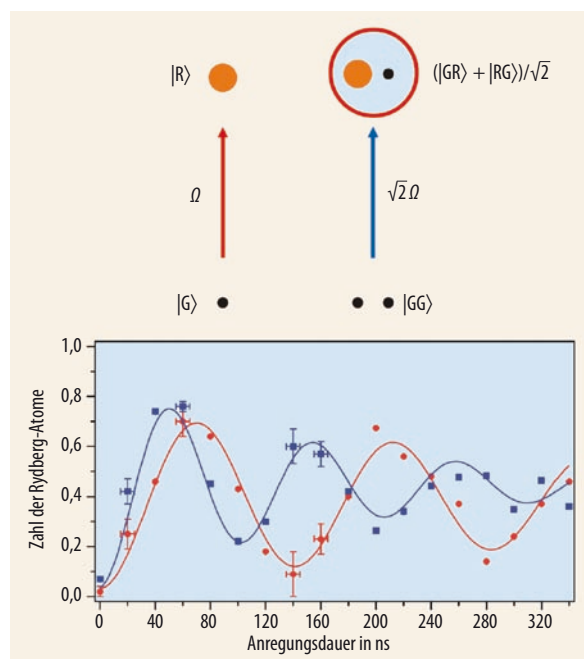 |R⟩
(|GR⟩ + |RG⟩)/√2
Ω
√2 Ω
|G⟩
|GG⟩
1,0
0,8
0,6
0,4
0,2
0,0
Zahl der Rydberg-Atome
0 40 80 120 160 200 240 280 320
Anregungsdauer in ns